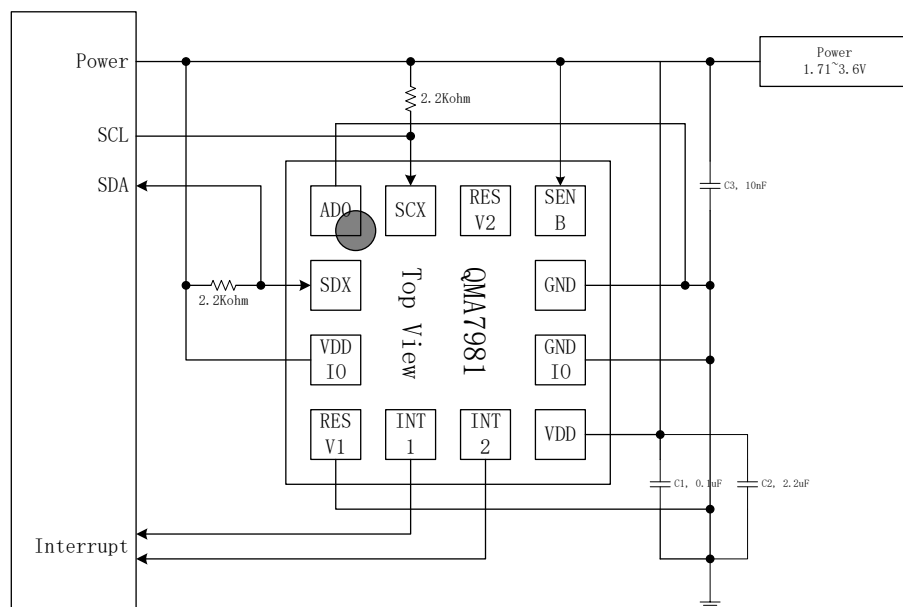 Power
Power
1.71~3.6V
2.2Kohm
SCL
SDA
C3, 10nF
AD0
SCX
RES
V2
SEN
B
2.2Kohm
SDX
Top View
QMA7981
GND
VDD
IO
GND
IO
RES
V1
INT
1
INT
2
VDD
C1, 0.1uF
C2, 2.2uF
Interrupt